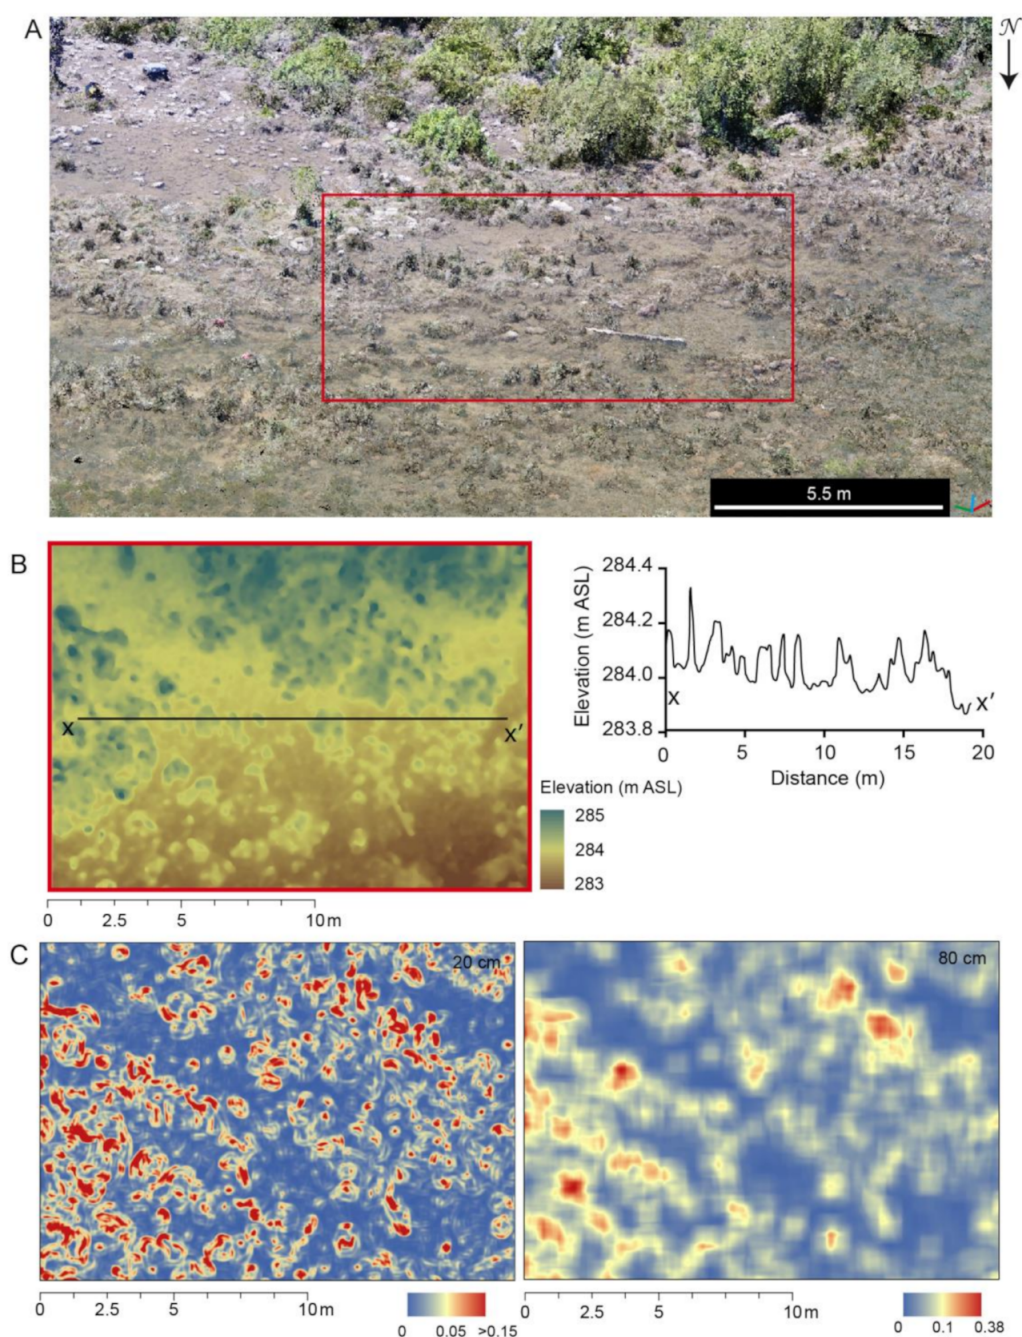 A
N
5.5 m
B
X
X'
Elevation (m ASL)
285
284
283
0 2.5 5 10 m
Elevation (m ASL)
284.4
284.2
284.0
283.8
X
X'
0 5 10 15 20
Distance (m)
C
20 cm
80 cm
0 2.5 5 10 m
0 0.05 >0.15
0 2.5 5 10 m
0 0.1 0.38